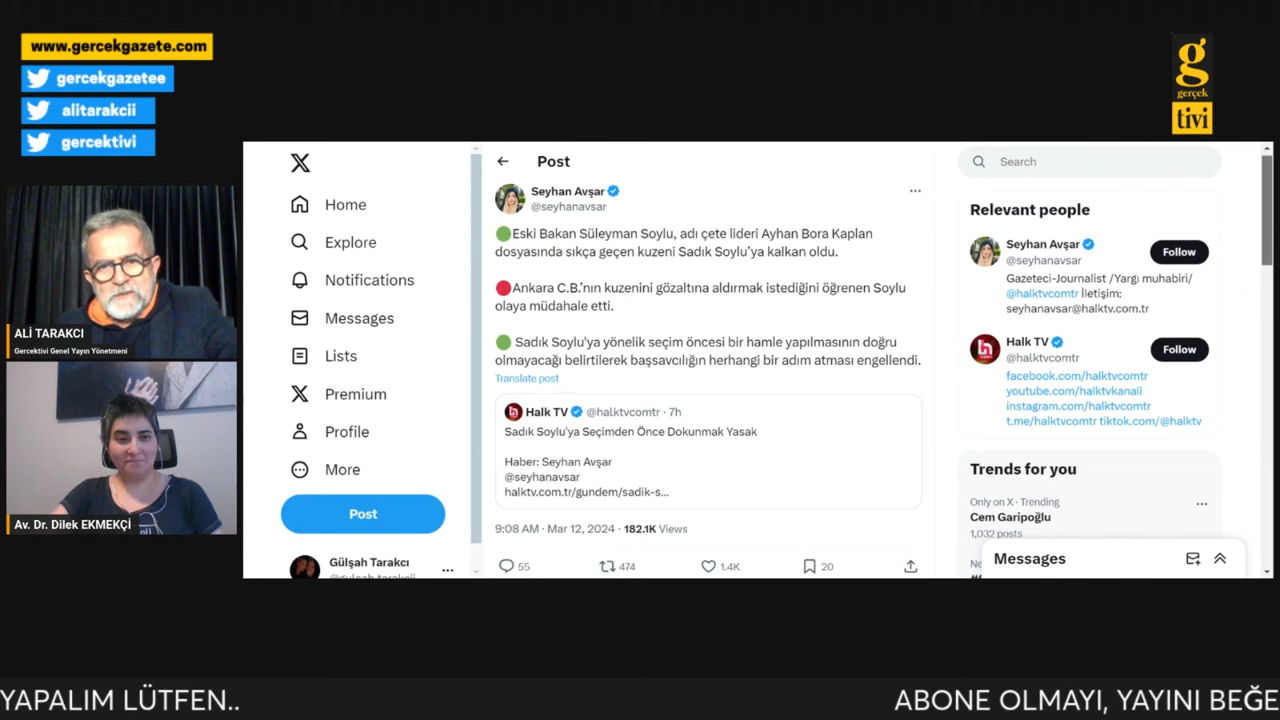 www.gercekgazete.com
gercekgazetee
alitarakcii
gercektivi
g
gerçek
tivi
ALİ TARAKCI
Gercektivi Genel Yayın Yönetmeni
Av. Dr. Dilek EKMEKÇİ
X
Home
Explore
Notifications
Messages
Lists
Premium
Profile
More
Post
Gülşah Tarakcı
@gulsah_tarakcii
Post
Seyhan Avşar
@seyhanavsar
Eski Bakan Süleyman Soylu, adı çete lideri Ayhan Bora Kaplan
dosyasında sıkça geçen kuzeni Sadık Soylu'ya kalkan oldu.
Ankara C.B.'nın kuzenini gözaltına aldırmak istediğini öğrenen Soylu
olaya müdahale etti.
Sadık Soylu'ya yönelik seçim öncesi bir hamle yapılmasının doğru
olmayacağı belirtilerek başsavcılığın herhangi bir adım atması engellendi.
Translate post
Halk TV @halktvcomtr · 7h
Sadık Soylu'ya Seçimden Önce Dokunmak Yasak
Haber: Seyhan Avşar
@seyhanavsar
halktv.com.tr/gundem/sadik-s...
9:08 AM · Mar 12, 2024 · 182.1K Views
55 474 1.4K 20
Search
Relevant people
Seyhan Avşar
@seyhanavsar
Follow
Gazeteci-Journalist /Yargı muhabiri/
@halktvcomtr İletişim:
seyhanavsar@halktv.com.tr
Halk TV
@halktvcomtr
Follow
facebook.com/halktvcomtr
youtube.com/halktvkanali
instagram.com/halktvcomtr
t.me/halktvcomtr tiktok.com/@halktv
Trends for you
Only on X · Trending
Cem Garipoğlu
1,032 posts
Ne
Messages
YAPALIM LÜTFEN.. ABONE OLMAYI, YAYINI BEĞE